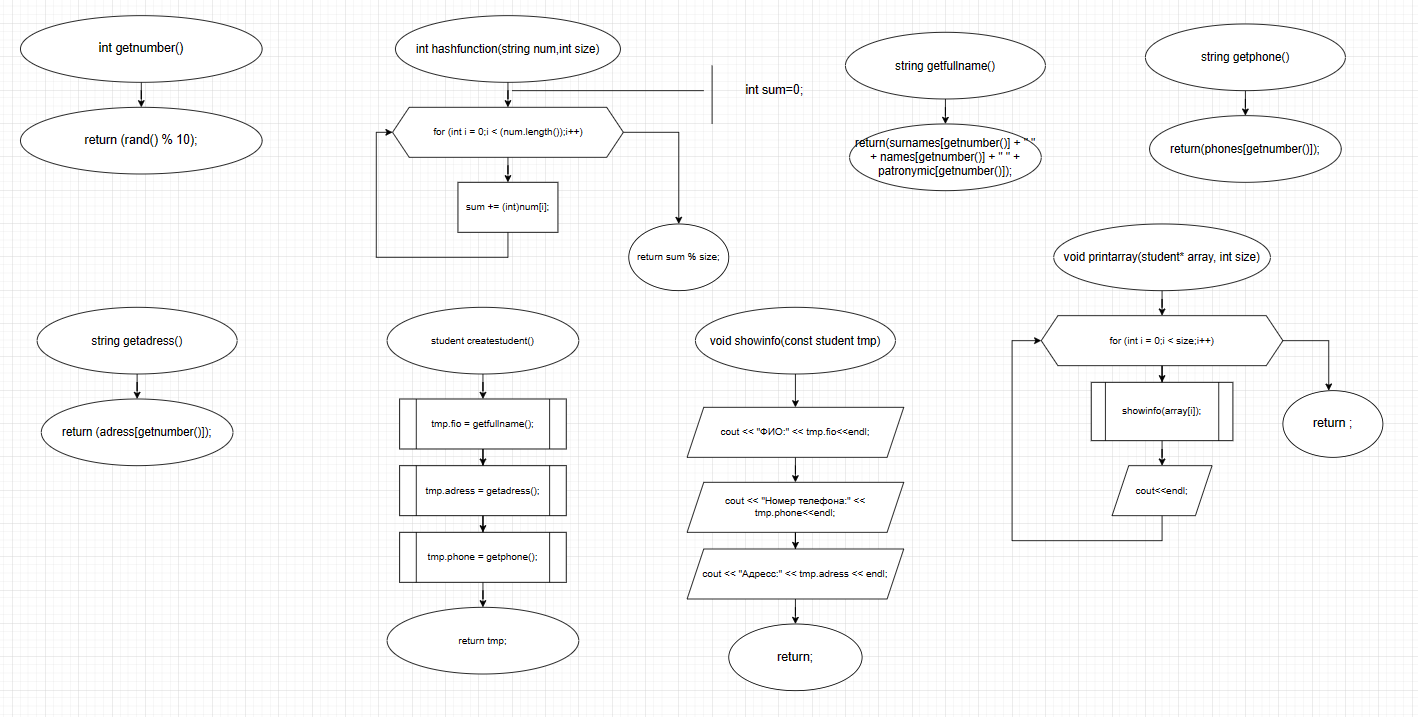 int getnumber()
return (rand() % 10);
int hashfunction(string num,int size)
int sum=0;
for (int i = 0;i < (num.length());i++)
sum += (int)num[i];
return sum % size;
string getfullname()
return(surnames[getnumber()] + " "
+ names[getnumber()] + " " +
patronymic[getnumber()]);
string getphone()
return(phones[getnumber()]);
string getadress()
return (adress[getnumber()]);
student createstudent()
tmp.fio = getfullname();
tmp.adress = getadress();
tmp.phone = getphone();
return tmp;
void showinfo(const student tmp)
cout << "ФИО:" << tmp.fio<<endl;
cout << "Номер телефона:" <<
tmp.phone<<endl;
cout << "Адресс:" << tmp.adress << endl;
return;
void printarray(student* array, int size)
for (int i = 0;i < size;i++)
showinfo(array[i]);
cout<<endl;
return ;